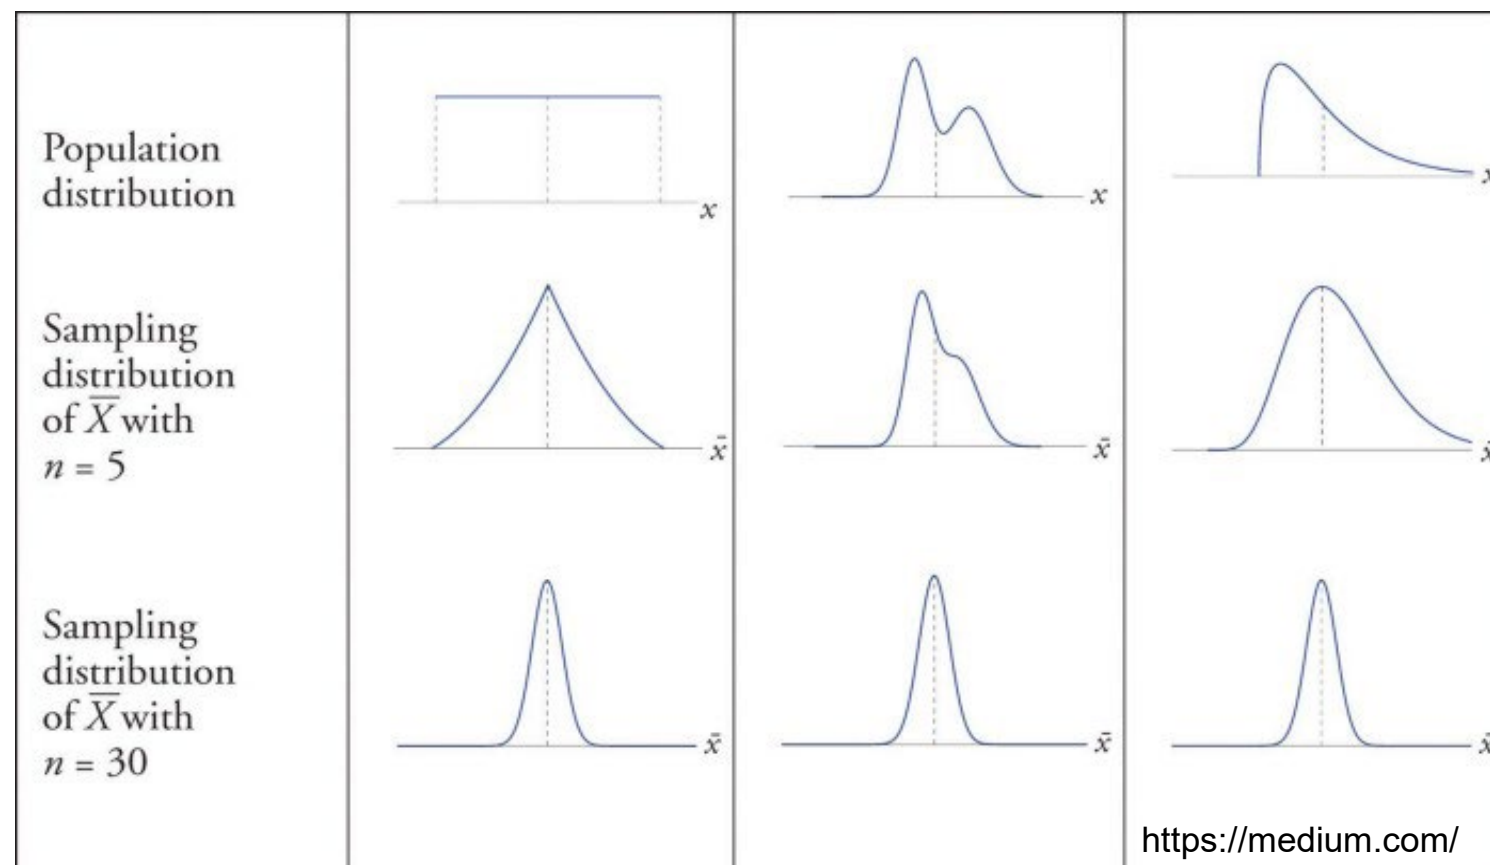 Population
distribution
x
x
x
Sampling
distribution
of X̅ with
n = 5
x̄
x̄
x̄
Sampling
distribution
of X̅ with
n = 30
x̄
x̄
x̄
https://medium.com/